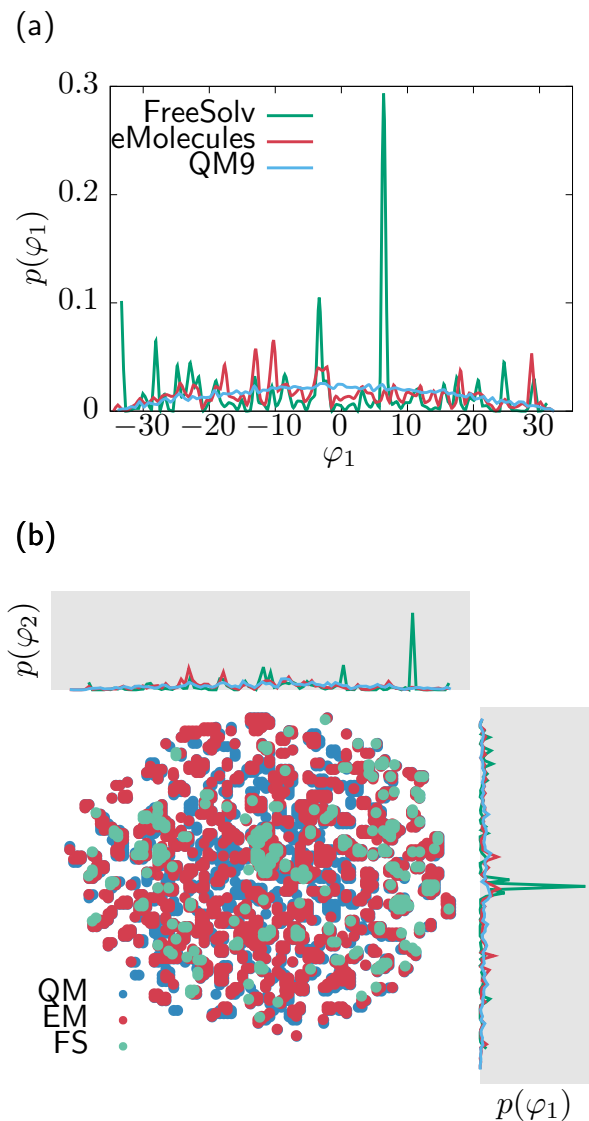 (a)
0.3
0.2
0.1
0
p(φ₁)
FreeSolv
eMolecules
QM9
−30 −20 −10 0 10 20 30
φ₁
(b)
p(φ₂)
QM
EM
FS
p(φ₁)